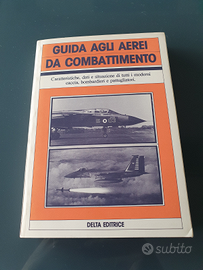 GUIDA AGLI AEREI
DA COMBATTIMENTO
Caratteristiche, dati e situazione di tutti i moderni
caccia, bombardieri e pattugliatori.
DELTA EDITRICE
subito